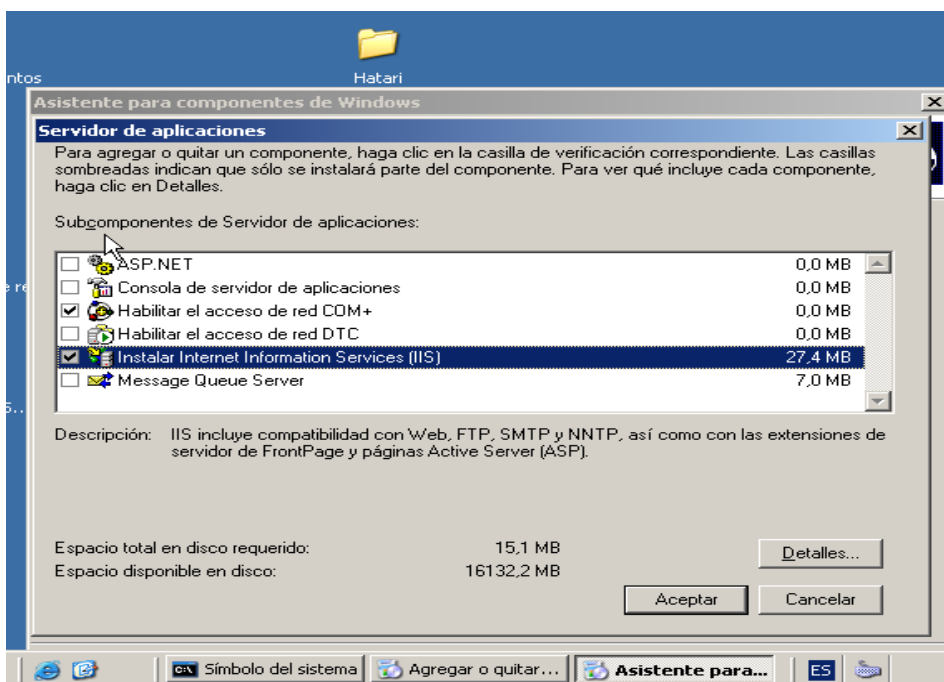 ntos
Hatari
Asistente para componentes de Windows
Servidor de aplicaciones
Para agregar o quitar un componente, haga clic en la casilla de verificación correspondiente. Las casillas
sombreadas indican que sólo se instalará parte del componente. Para ver qué incluye cada componente,
haga clic en Detalles.
Subcomponentes de Servidor de aplicaciones:
ASP.NET 0,0 MB
e re Consola de servidor de aplicaciones 0,0 MB
Habilitar el acceso de red COM+ 0,0 MB
Habilitar el acceso de red DTC 0,0 MB
Instalar Internet Information Services (IIS) 27,4 MB
Message Queue Server 7,0 MB
Descripción: IIS incluye compatibilidad con Web, FTP, SMTP y NNTP, así como con las extensiones de
servidor de FrontPage y páginas Active Server (ASP).
Espacio total en disco requerido: 15,1 MB
Detalles...
Espacio disponible en disco: 16132,2 MB
Aceptar Cancelar
Símbolo del sistema Agregar o quitar... Asistente para... ES